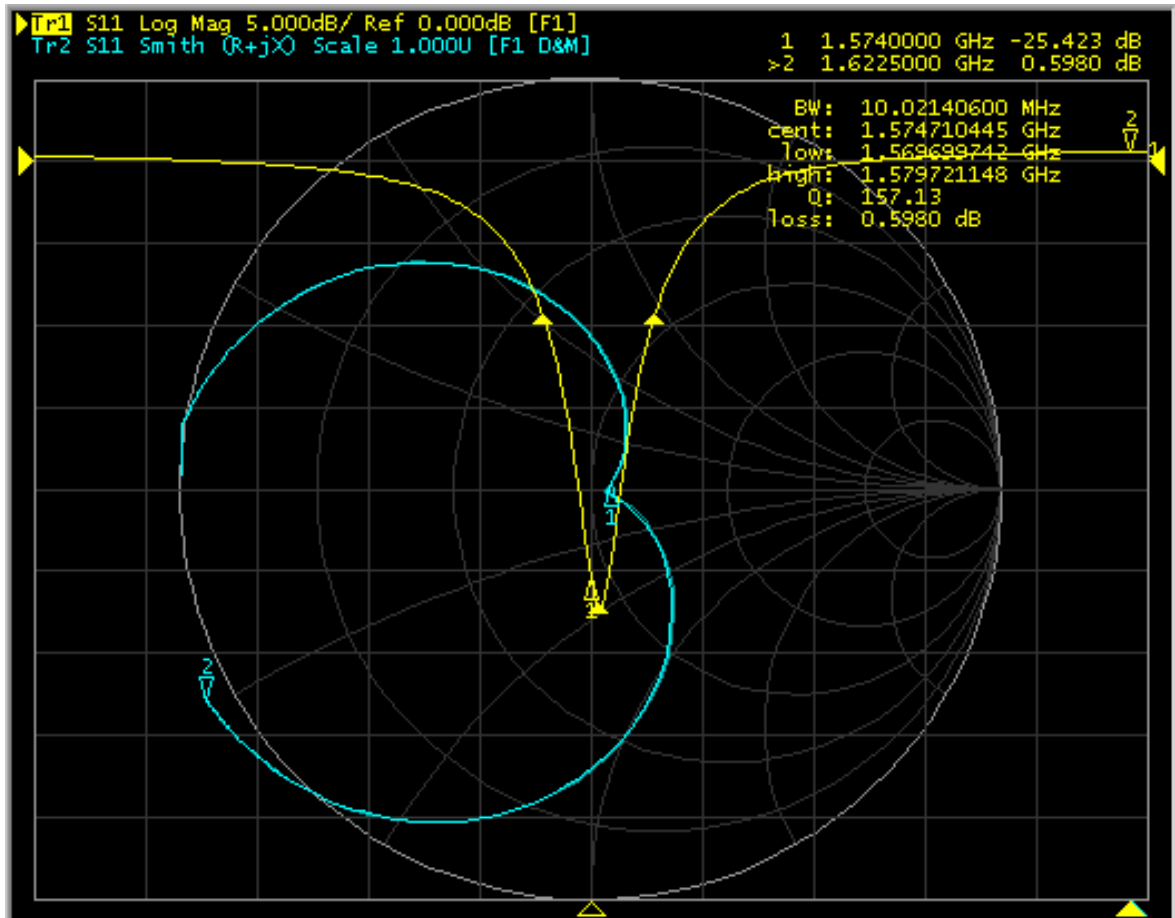 Tr1 S11 Log Mag 5.000dB/ Ref 0.000dB [F1]
Tr2 S11 Smith (R+jX) Scale 1.000U [F1 D&M]
1 1.5740000 GHz -25.423 dB
>2 1.6225000 GHz 0.5980 dB
BW: 10.02140600 MHz
cent: 1.574710445 GHz
low: 1.569699742 GHz
high: 1.579721148 GHz
Q: 157.13
loss: 0.5980 dB
2
1
1
1
2